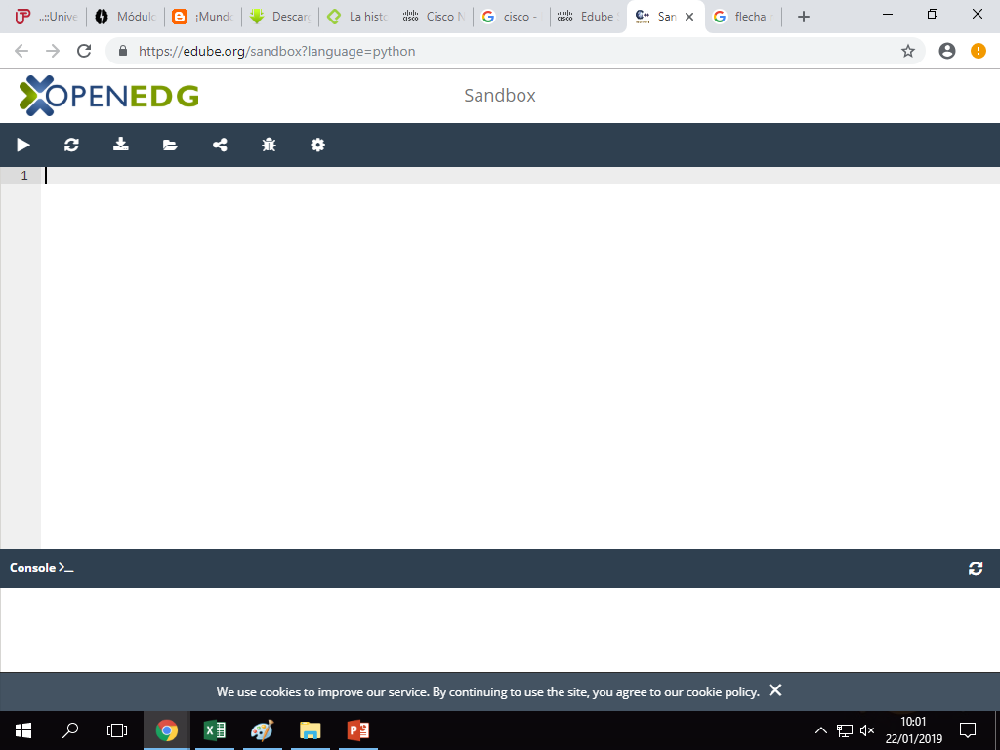 ..::Unive
Módulo
¡Mundo
Descar
La histo
Cisco N
cisco -
Edube
San
flecha
https://edube.org/sandbox?language=python
OPENEDG
Sandbox
1
Console >_
We use cookies to improve our service. By continuing to use the site, you agree to our cookie policy.
10:01
22/01/2019